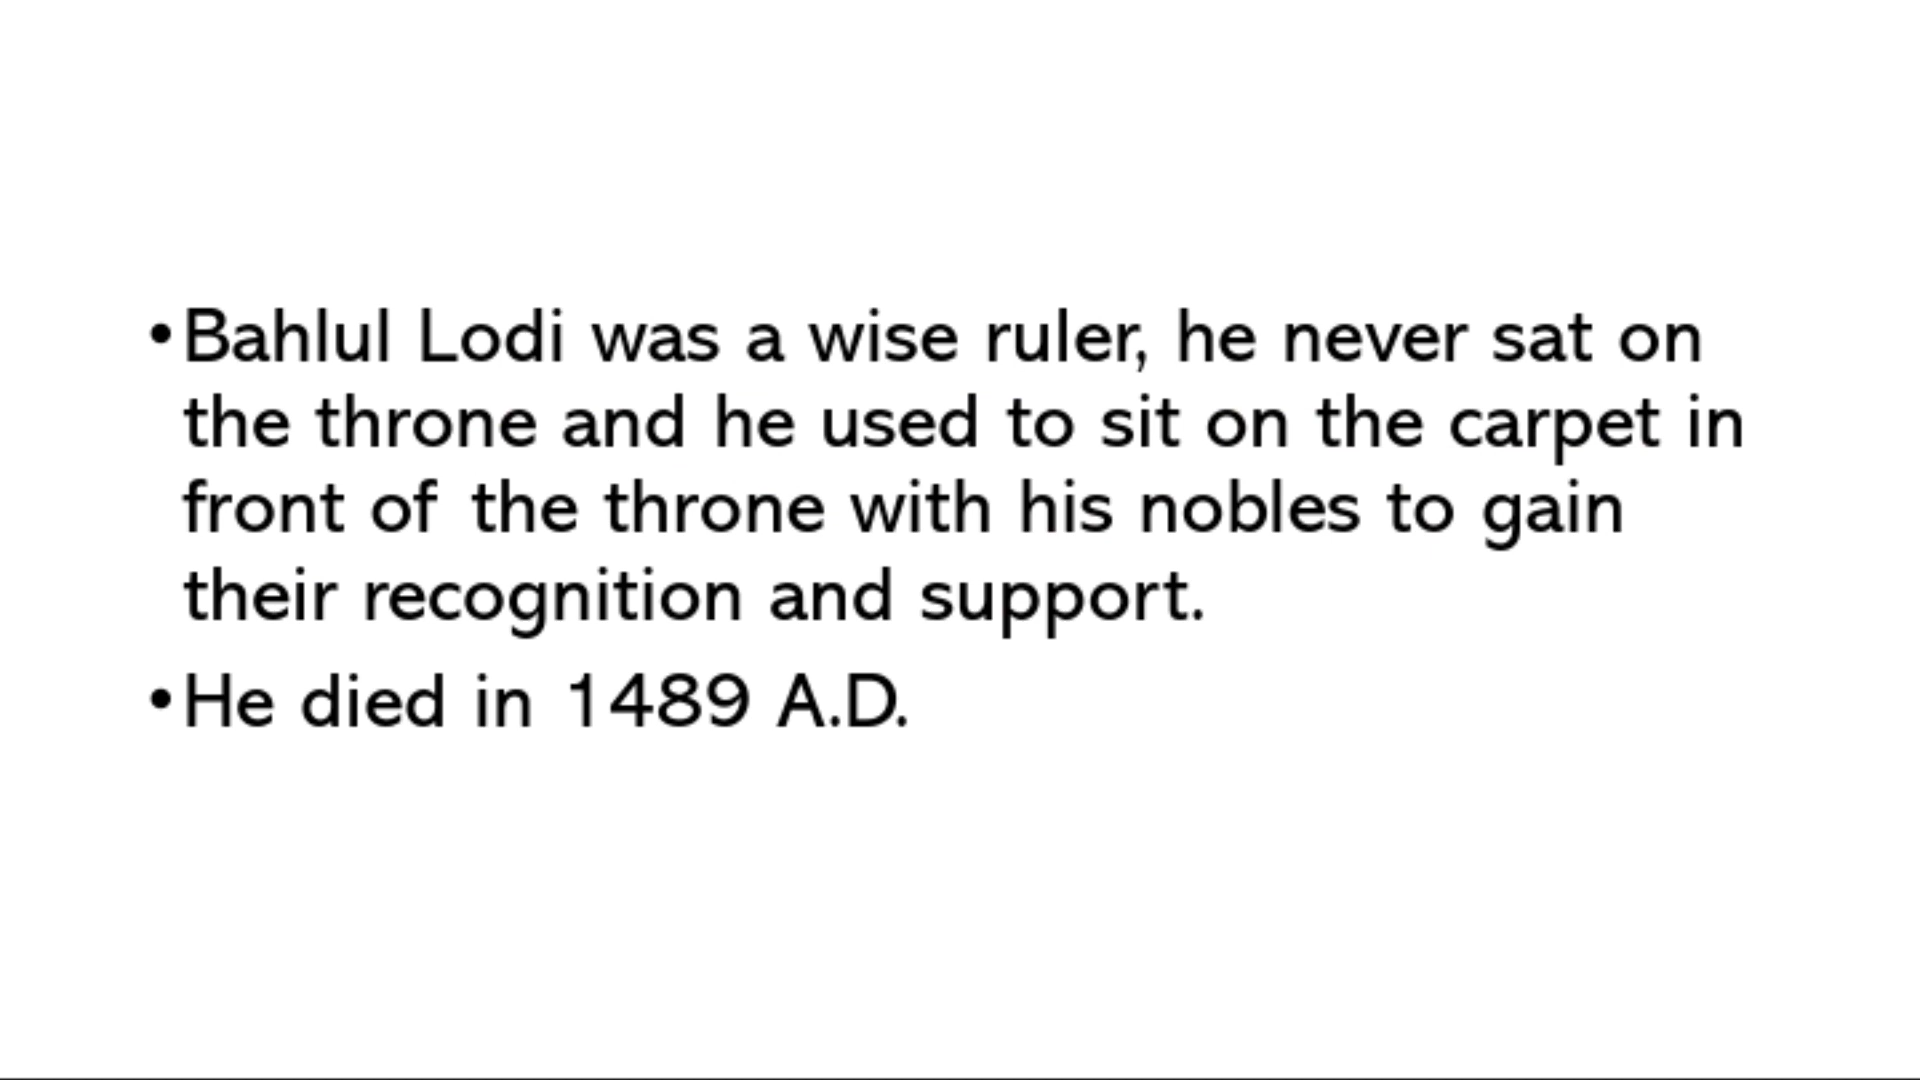 •Bahlul Lodi was a wise ruler, he never sat on
the throne and he used to sit on the carpet in
front of the throne with his nobles to gain
their recognition and support.
•He died in 1489 A.D.